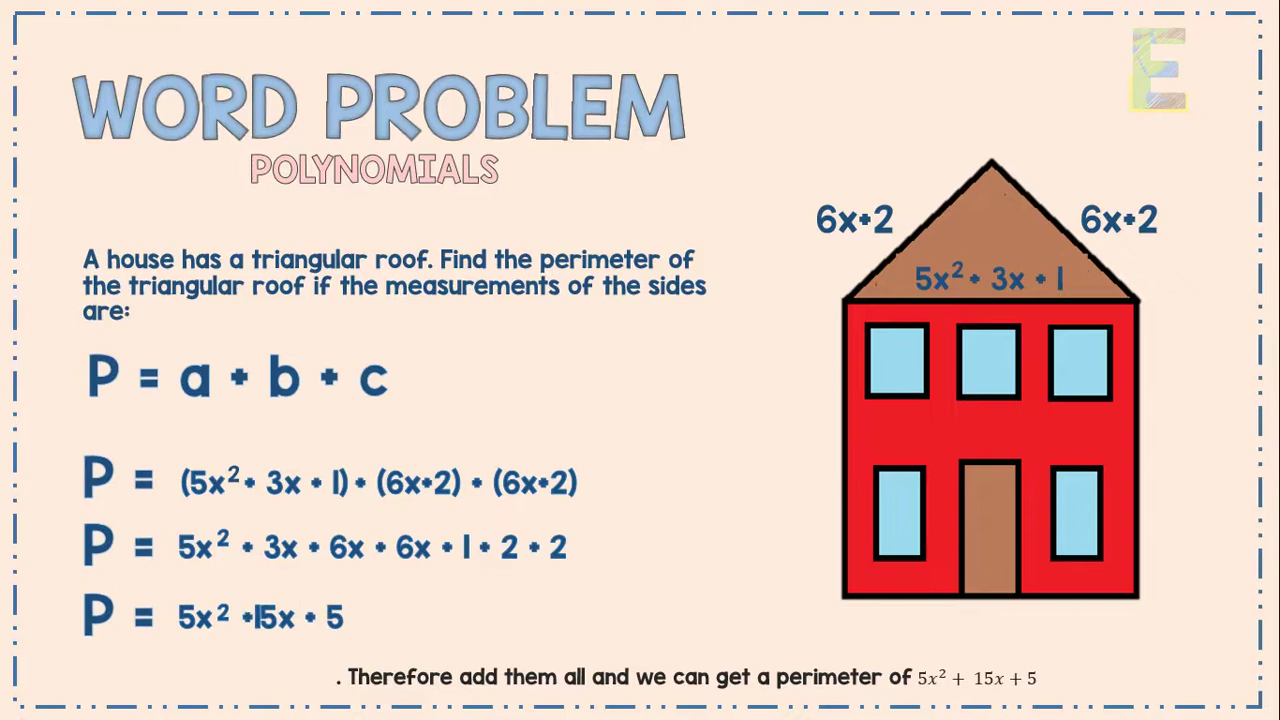 E
WORD PROBLEM
POLYNOMIALS
6x+2
6x+2
5x² + 3x + 1
A house has a triangular roof. Find the perimeter of
the triangular roof if the measurements of the sides
are:
P = a + b + c
P = (5x² + 3x + 1) + (6x+2) + (6x+2)
P = 5x² + 3x + 6x + 6x + 1 + 2 + 2
P = 5x² +15x + 5
. Therefore add them all and we can get a perimeter of 5x² + 15x + 5